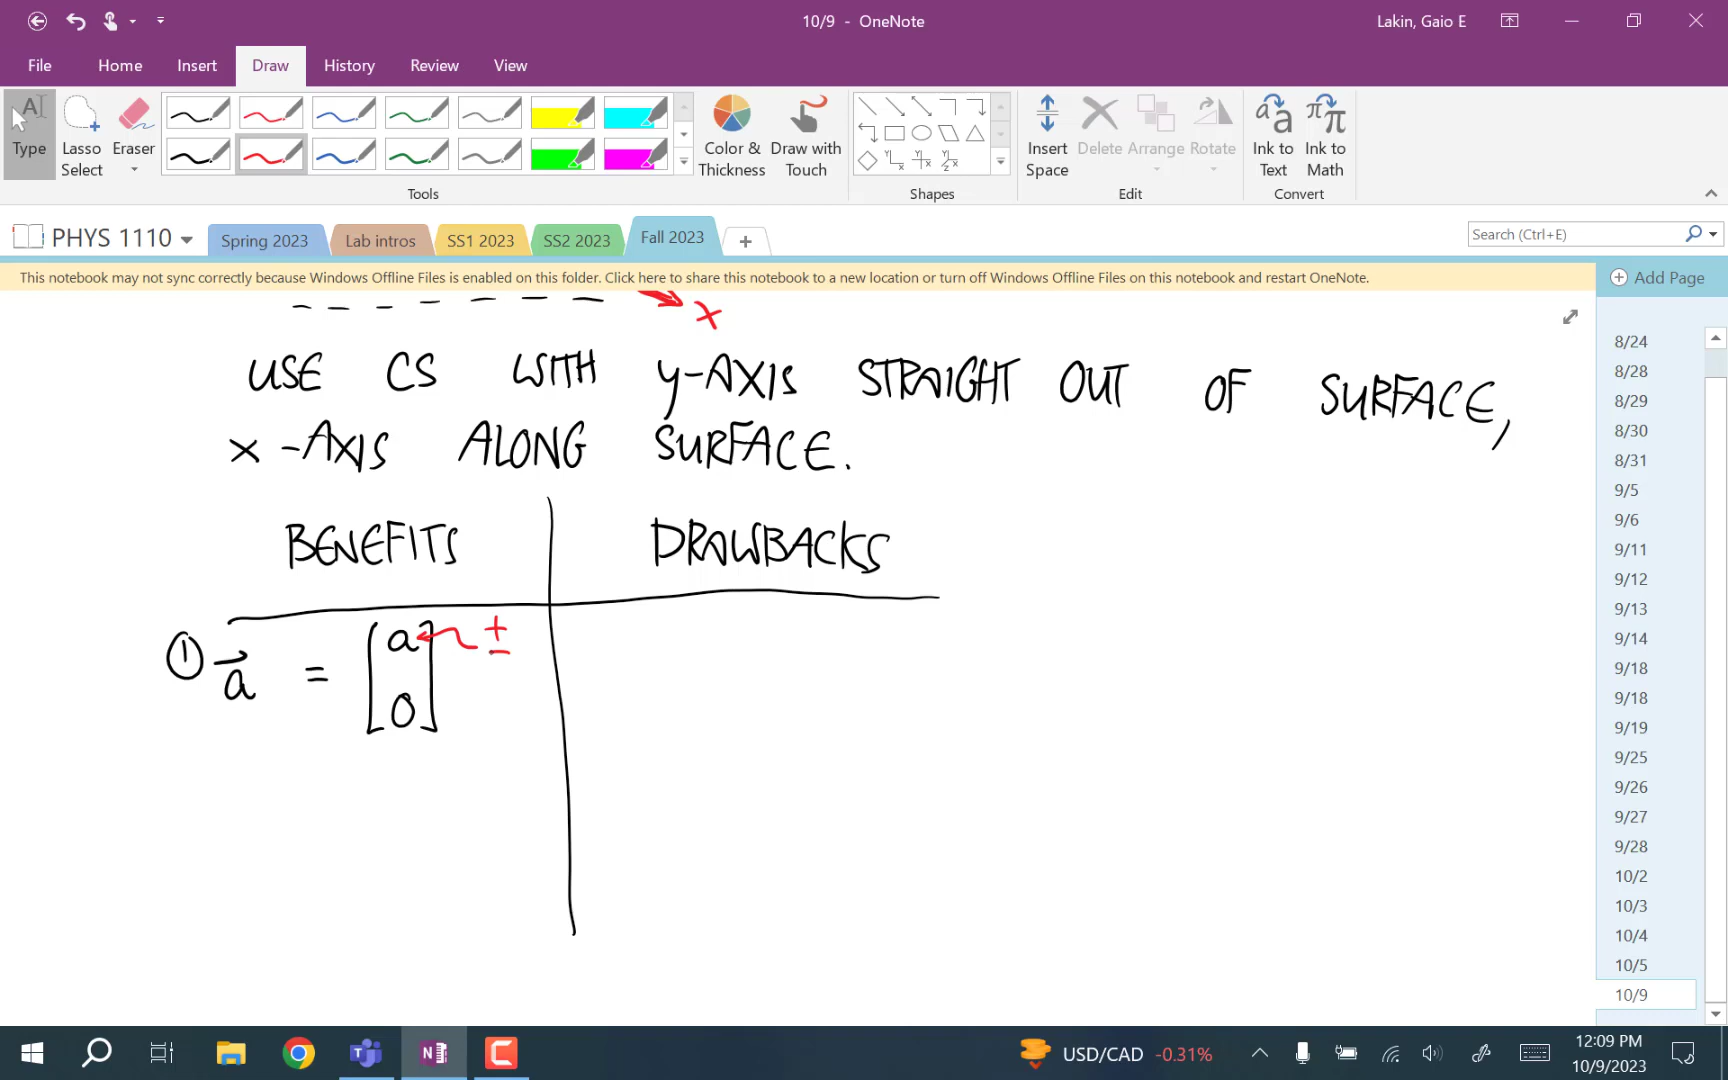 10/9 - OneNote
Lakin, Gaio E
File Home Insert Draw History Review View
Type
Lasso Select
Eraser
Color & Thickness
Draw with Touch
Insert Space
Delete
Arrange
Rotate
Ink to Text
Ink to Math
Tools
Shapes
Edit
Convert
PHYS 1110
Spring 2023
Lab intros
SS1 2023
SS2 2023
Fall 2023
Search (Ctrl+E)
This notebook may not sync correctly because Windows Offline Files is enabled on this folder. Click here to share this notebook to a new location or turn off Windows Offline Files on this notebook and restart OneNote.
Add Page
x
USE CS WITH y-AXIS STRAIGHT OUT OF SURFACE,
x-AXIS ALONG SURFACE.
BENEFITS DRAWBACKS
① a⃗ = [a 0] ±
8/24
8/28
8/29
8/30
8/31
9/5
9/6
9/11
9/12
9/13
9/14
9/18
9/18
9/19
9/25
9/26
9/27
9/28
10/2
10/3
10/4
10/5
10/9
USD/CAD -0.31%
12:09 PM
10/9/2023